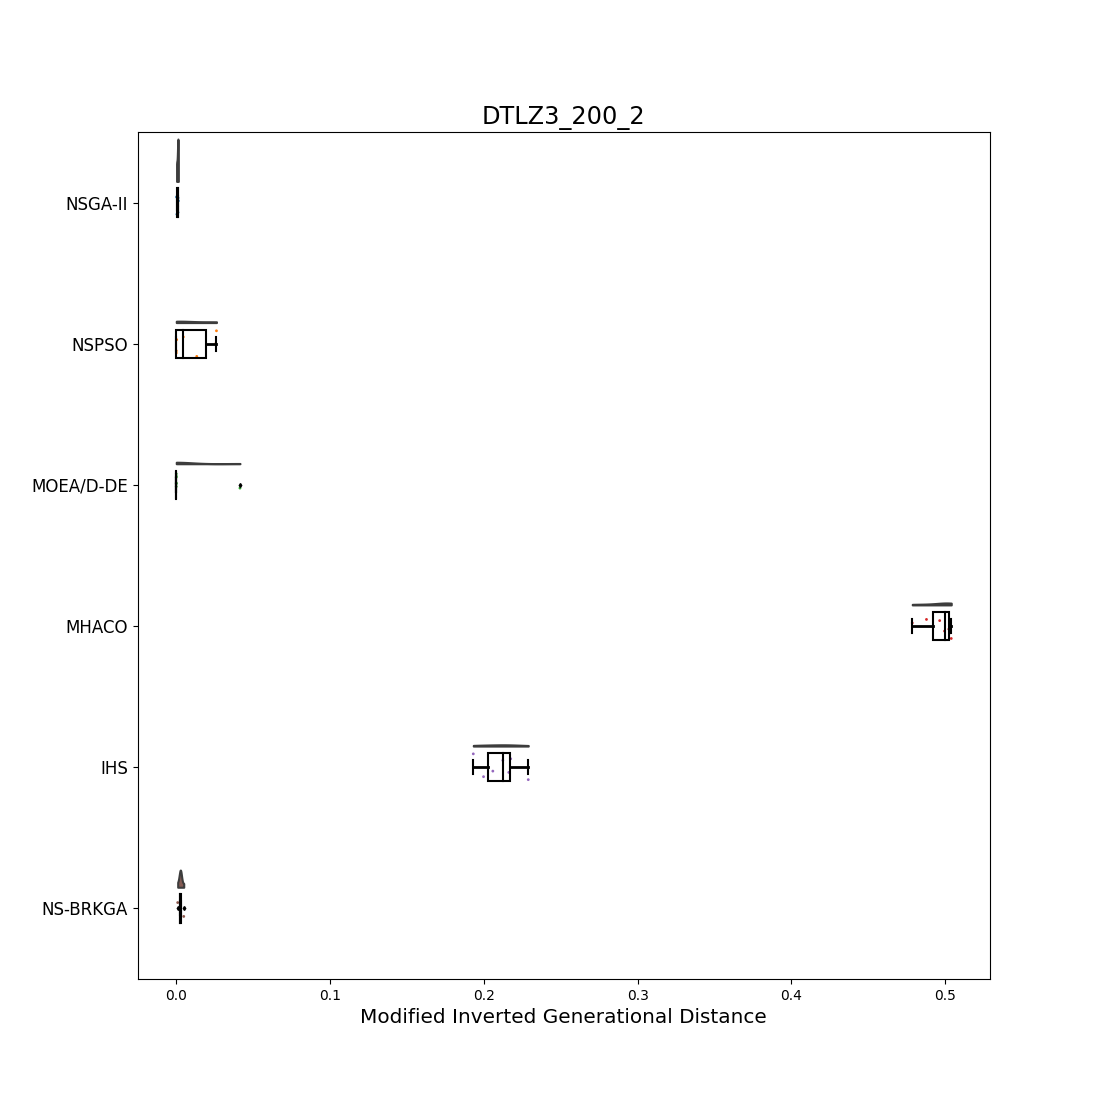 DTLZ3_200_2
NSGA-II
NSPSO
MOEA/D-DE
MHACO
IHS
NS-BRKGA
0.0 0.1 0.2 0.3 0.4 0.5
Modified Inverted Generational Distance